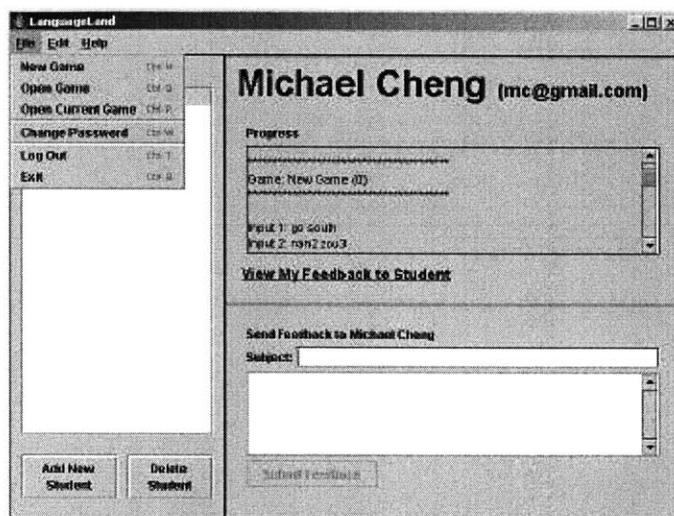 LanguageLand
File Edit Help
New Game
Open Game
Open Current Game
Change Password
Log Out
Exit
Michael Cheng (mc@gmail.com)
Progress
Game: New Game (0)
Input 1: go south
Input 2: nan2 zou3
View My Feedback to Student
Send Feedback to Michael Cheng
Subject:
Submit Feedback
Add New Student
Delete Student